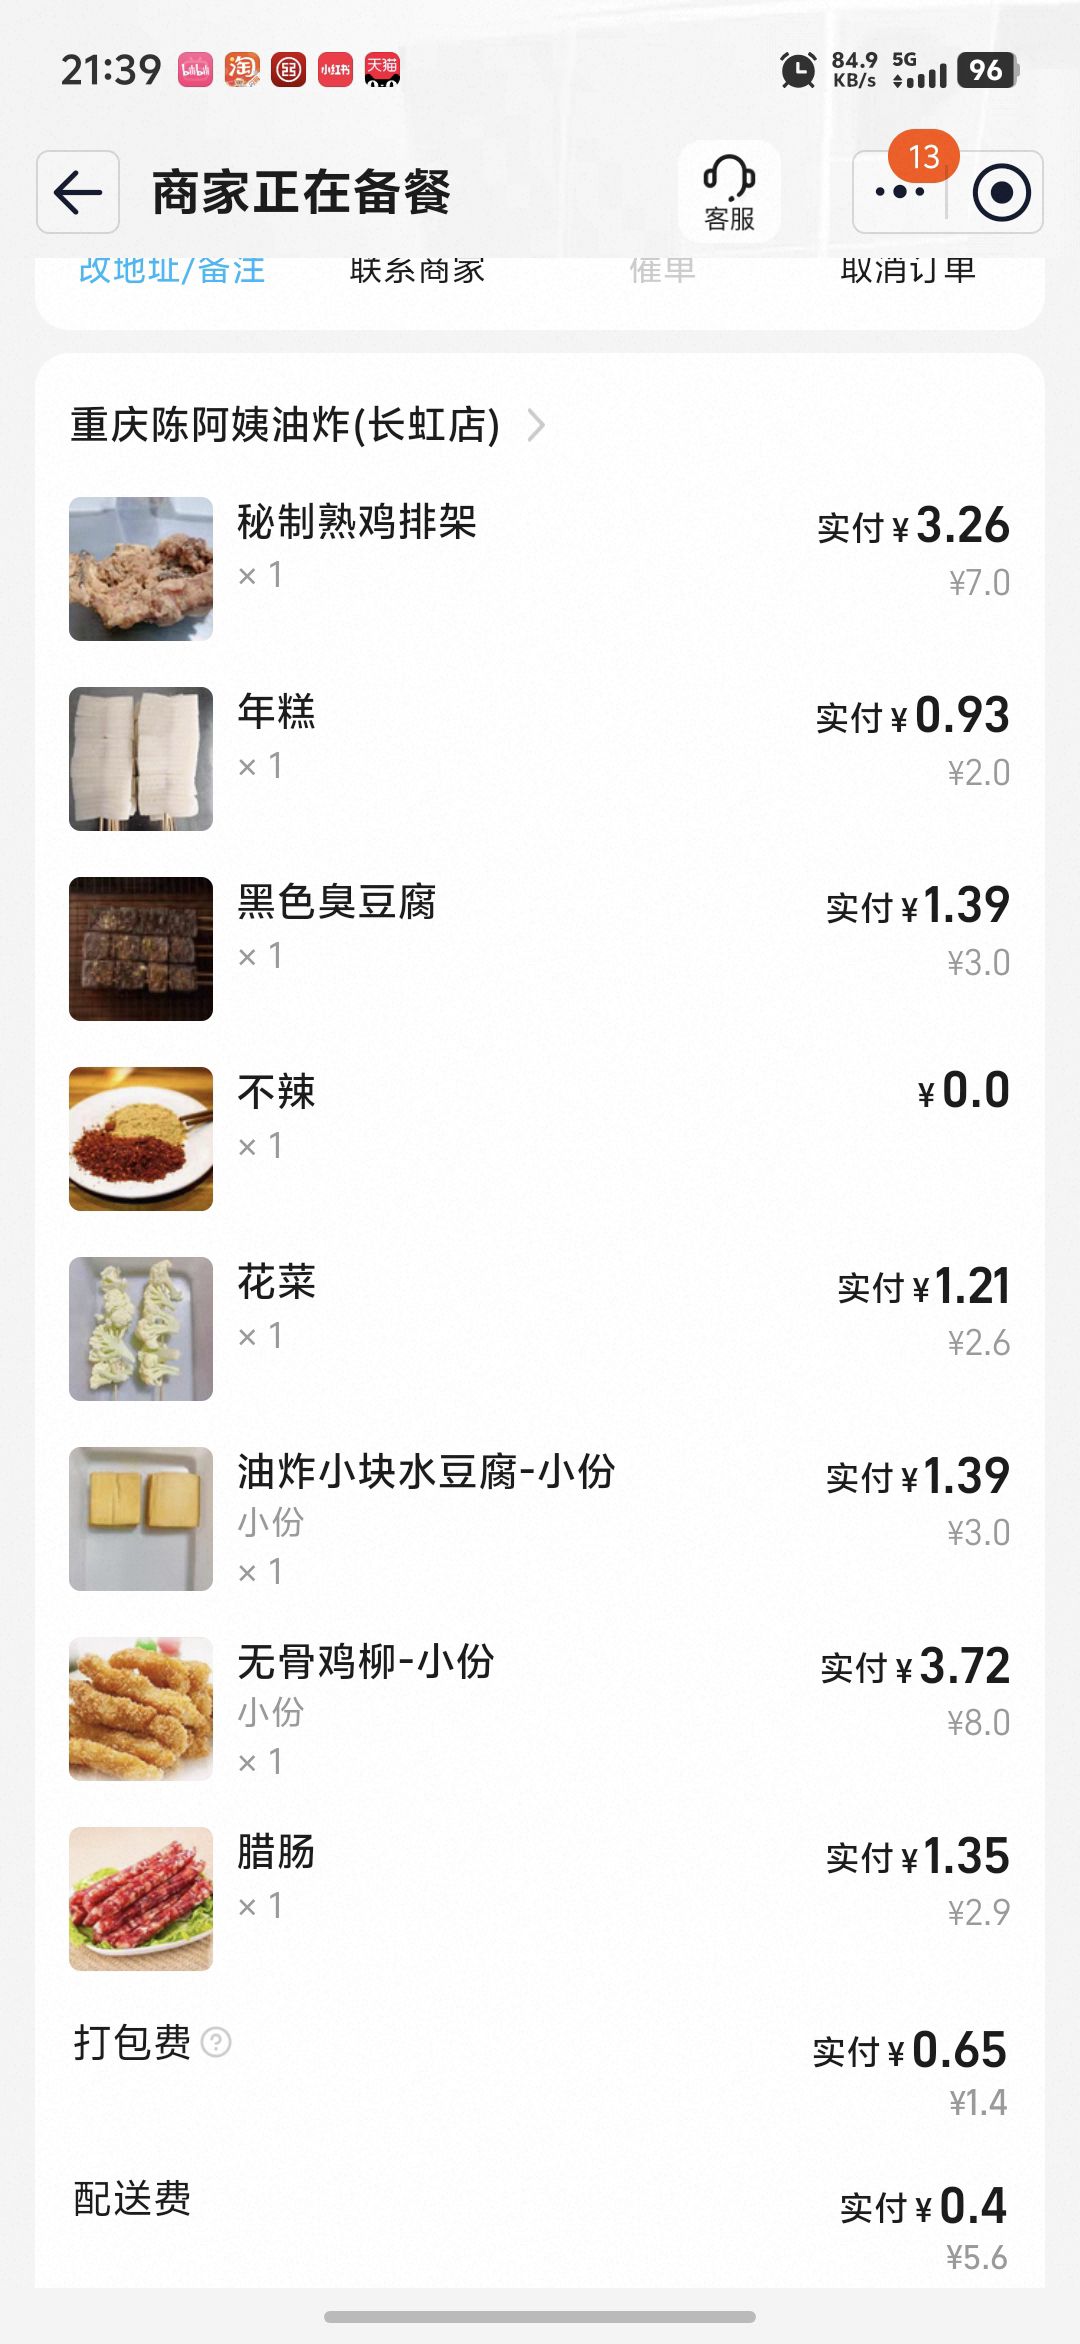 21:39
bilibili
淘
小红书
天猫
84.9
KB/s
5G
96
商家正在备餐
客服
13
改地址/备注
联系商家
催单
取消订单
重庆陈阿姨油炸(长虹店)
秘制熟鸡排架
实付 ¥ 3.26
× 1
¥7.0
年糕
实付 ¥ 0.93
× 1
¥2.0
黑色臭豆腐
实付 ¥ 1.39
× 1
¥3.0
不辣
¥ 0.0
× 1
花菜
实付 ¥ 1.21
× 1
¥2.6
油炸小块水豆腐-小份
实付 ¥ 1.39
小份
¥3.0
× 1
无骨鸡柳-小份
实付 ¥ 3.72
小份
¥8.0
× 1
腊肠
实付 ¥ 1.35
× 1
¥2.9
打包费 ?
实付 ¥ 0.65
¥1.4
配送费
实付 ¥ 0.4
¥5.6